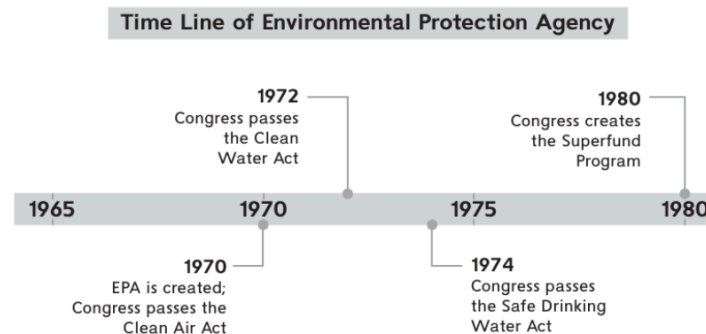 Time Line of Environmental Protection Agency
1972
Congress passes
the Clean
Water Act
1980
Congress creates
the Superfund
Program
1965
1970
1975
1980
1970
EPA is created;
Congress passes the
Clean Air Act
1974
Congress passes
the Safe Drinking
Water Act